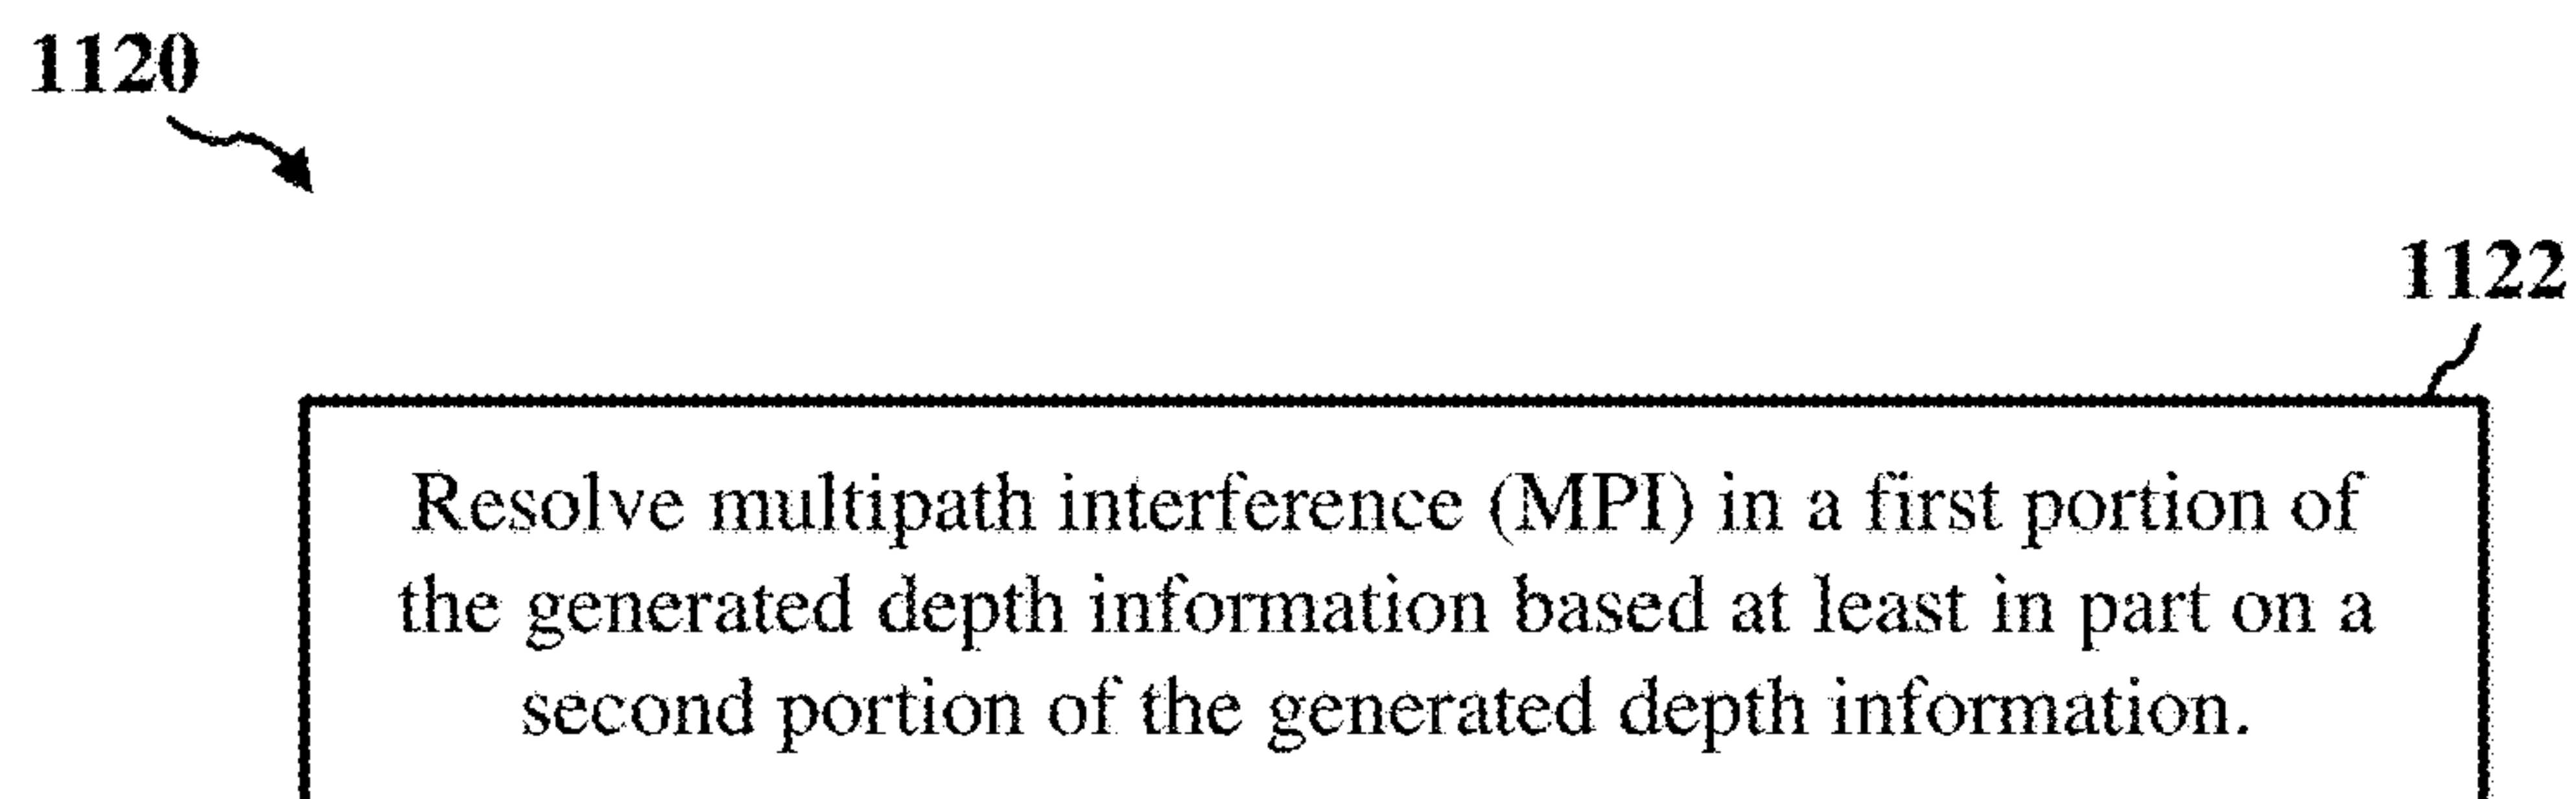 1120
1122
Resolve multipath interference (MPI) in a first portion of
the generated depth information based at least in part on a
second portion of the generated depth information.